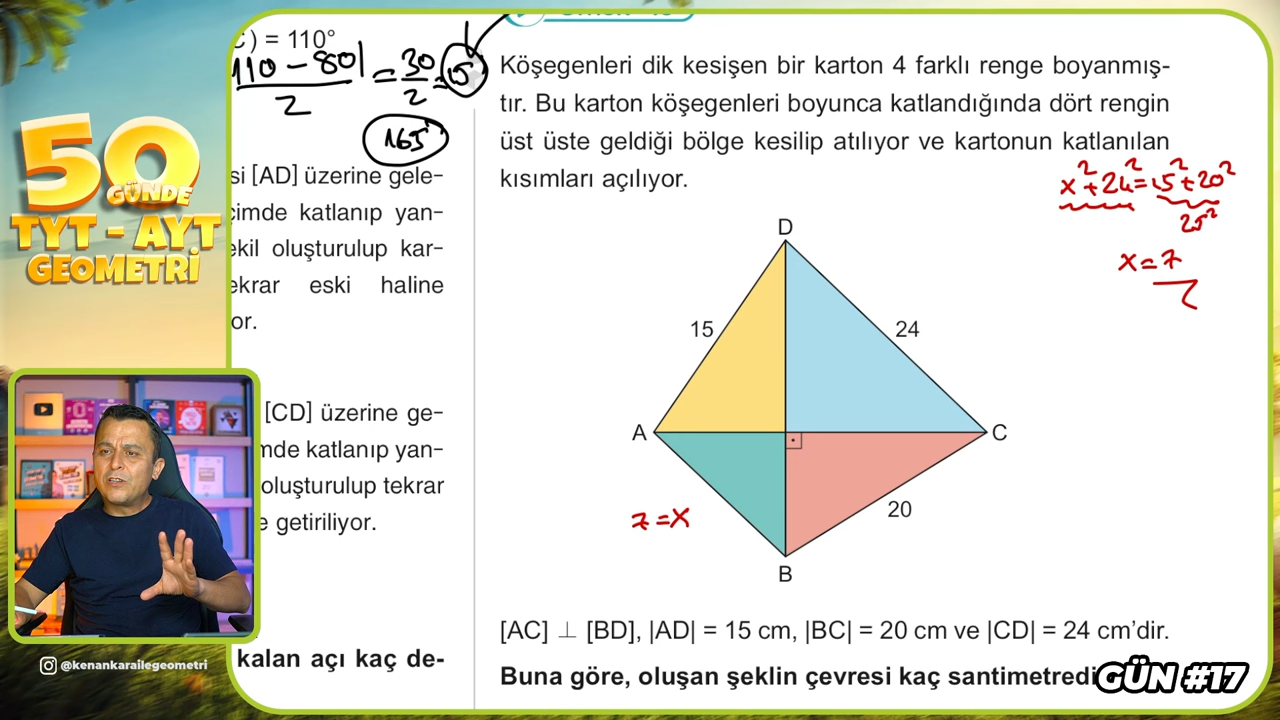 50
GÜNDE
TYT - AYT
GEOMETRİ
) = 110°
|110 - 80|
2
= 30
2
= 15°
165°
si [AD] üzerine gele-
çimde katlanıp yan-
ekil oluşturulup kar-
ekrar eski haline
or.
[CD] üzerine ge-
mde katlanıp yan-
oluşturulup tekrar
e getiriliyor.
kalan açı kaç de-
Köşegenleri dik kesişen bir karton 4 farklı renge boyanmış-
tır. Bu karton köşegenleri boyunca katlandığında dört rengin
üst üste geldiği bölge kesilip atılıyor ve kartonun katlanılan
kısımları açılıyor.
x² + 24² = 15² + 20²
25²
x = 7
D
15
24
A
C
7 = x
20
B
[AC] ⊥ [BD], |AD| = 15 cm, |BC| = 20 cm ve |CD| = 24 cm'dir.
Buna göre, oluşan şeklin çevresi kaç santimetredi
GÜN #17
@kenankarailegeometri